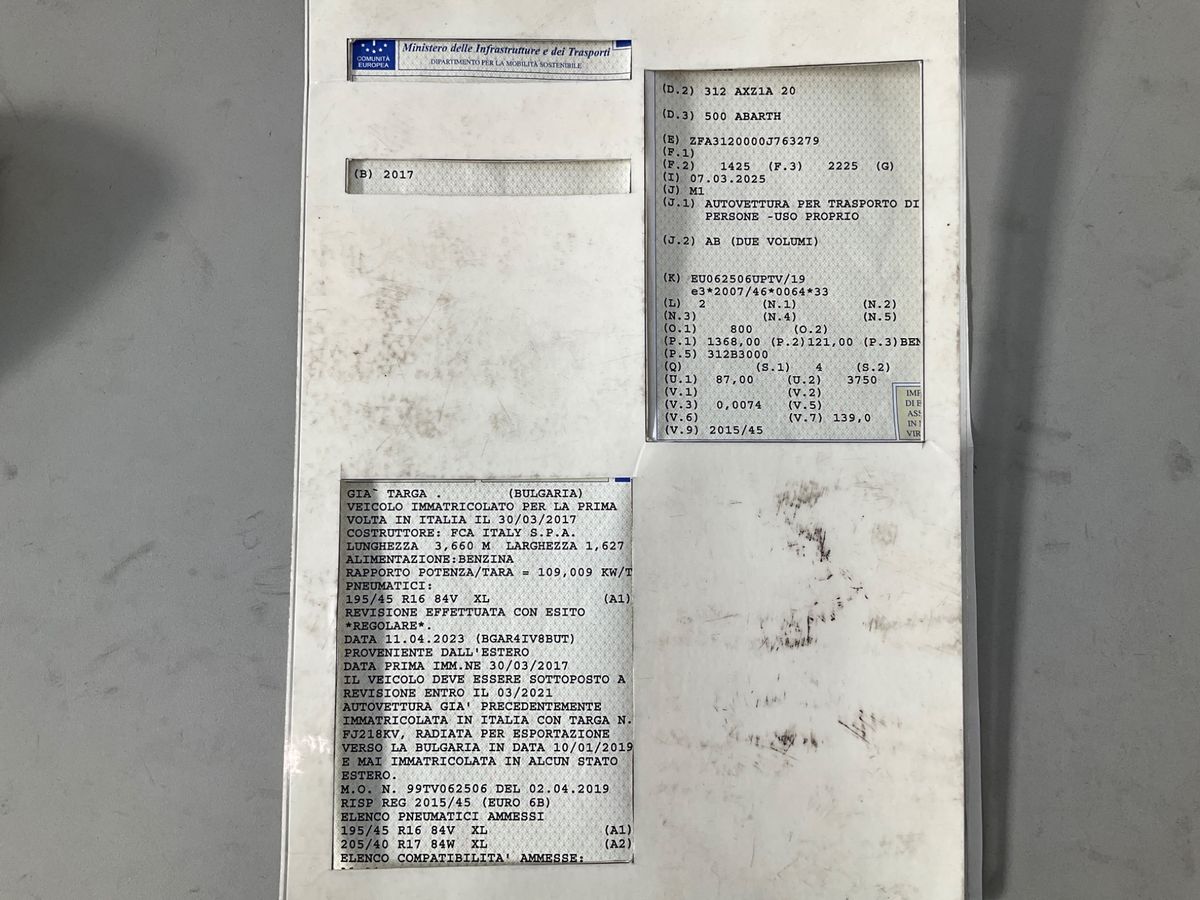 COMUNITÀ
EUROPEA
Ministero delle Infrastrutture e dei Trasporti
DIPARTIMENTO PER LA MOBILITÀ SOSTENIBILE
(B) 2017
(D.2) 312 AXZ1A 20
(D.3) 500 ABARTH
(E) ZFA3120000J763279
(F.1)
(F.2) 1425 (F.3) 2225 (G)
(I) 07.03.2025
(J) M1
(J.1) AUTOVETTURA PER TRASPORTO DI
PERSONE -USO PROPRIO
(J.2) AB (DUE VOLUMI)
(K) EU062506UPTV/19
e3*2007/46*0064*33
(L) 2 (N.1) (N.2)
(N.3) (N.4) (N.5)
(O.1) 800 (O.2)
(P.1) 1368,00 (P.2)121,00 (P.3)BEN
(P.5) 312B3000
(Q) (S.1) 4 (S.2)
(U.1) 87,00 (U.2) 3750
(V.1) (V.2)
(V.3) 0,0074 (V.5)
(V.6) (V.7) 139,0
(V.9) 2015/45
GIA` TARGA . (BULGARIA)
VEICOLO IMMATRICOLATO PER LA PRIMA
VOLTA IN ITALIA IL 30/03/2017
COSTRUTTORE: FCA ITALY S.P.A.
LUNGHEZZA 3,660 M LARGHEZZA 1,627
ALIMENTAZIONE:BENZINA
RAPPORTO POTENZA/TARA = 109,009 KW/T
PNEUMATICI:
195/45 R16 84V XL (A1)
REVISIONE EFFETTUATA CON ESITO
*REGOLARE*.
DATA 11.04.2023 (BGAR4IV8BUT)
PROVENIENTE DALL'ESTERO
DATA PRIMA IMM.NE 30/03/2017
IL VEICOLO DEVE ESSERE SOTTOPOSTO A
REVISIONE ENTRO IL 03/2021
AUTOVETTURA GIA' PRECEDENTEMENTE
IMMATRICOLATA IN ITALIA CON TARGA N.
FJ218KV, RADIATA PER ESPORTAZIONE
VERSO LA BULGARIA IN DATA 10/01/2019
E MAI IMMATRICOLATA IN ALCUN STATO
ESTERO.
M.O. N. 99TV062506 DEL 02.04.2019
RISP REG 2015/45 (EURO 6B)
ELENCO PNEUMATICI AMMESSI
195/45 R16 84V XL (A1)
205/40 R17 84W XL (A2)
ELENCO COMPATIBILITA' AMMESSE: